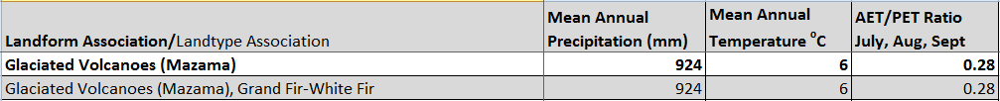 Landform Association/Landtype Association Mean Annual Precipitation (mm) Mean Annual Temperature ⁰C AET/PET Ratio July, Aug, Sept
Glaciated Volcanoes (Mazama) 924 6 0.28
Glaciated Volcanoes (Mazama), Grand Fir-White Fir 924 6 0.28